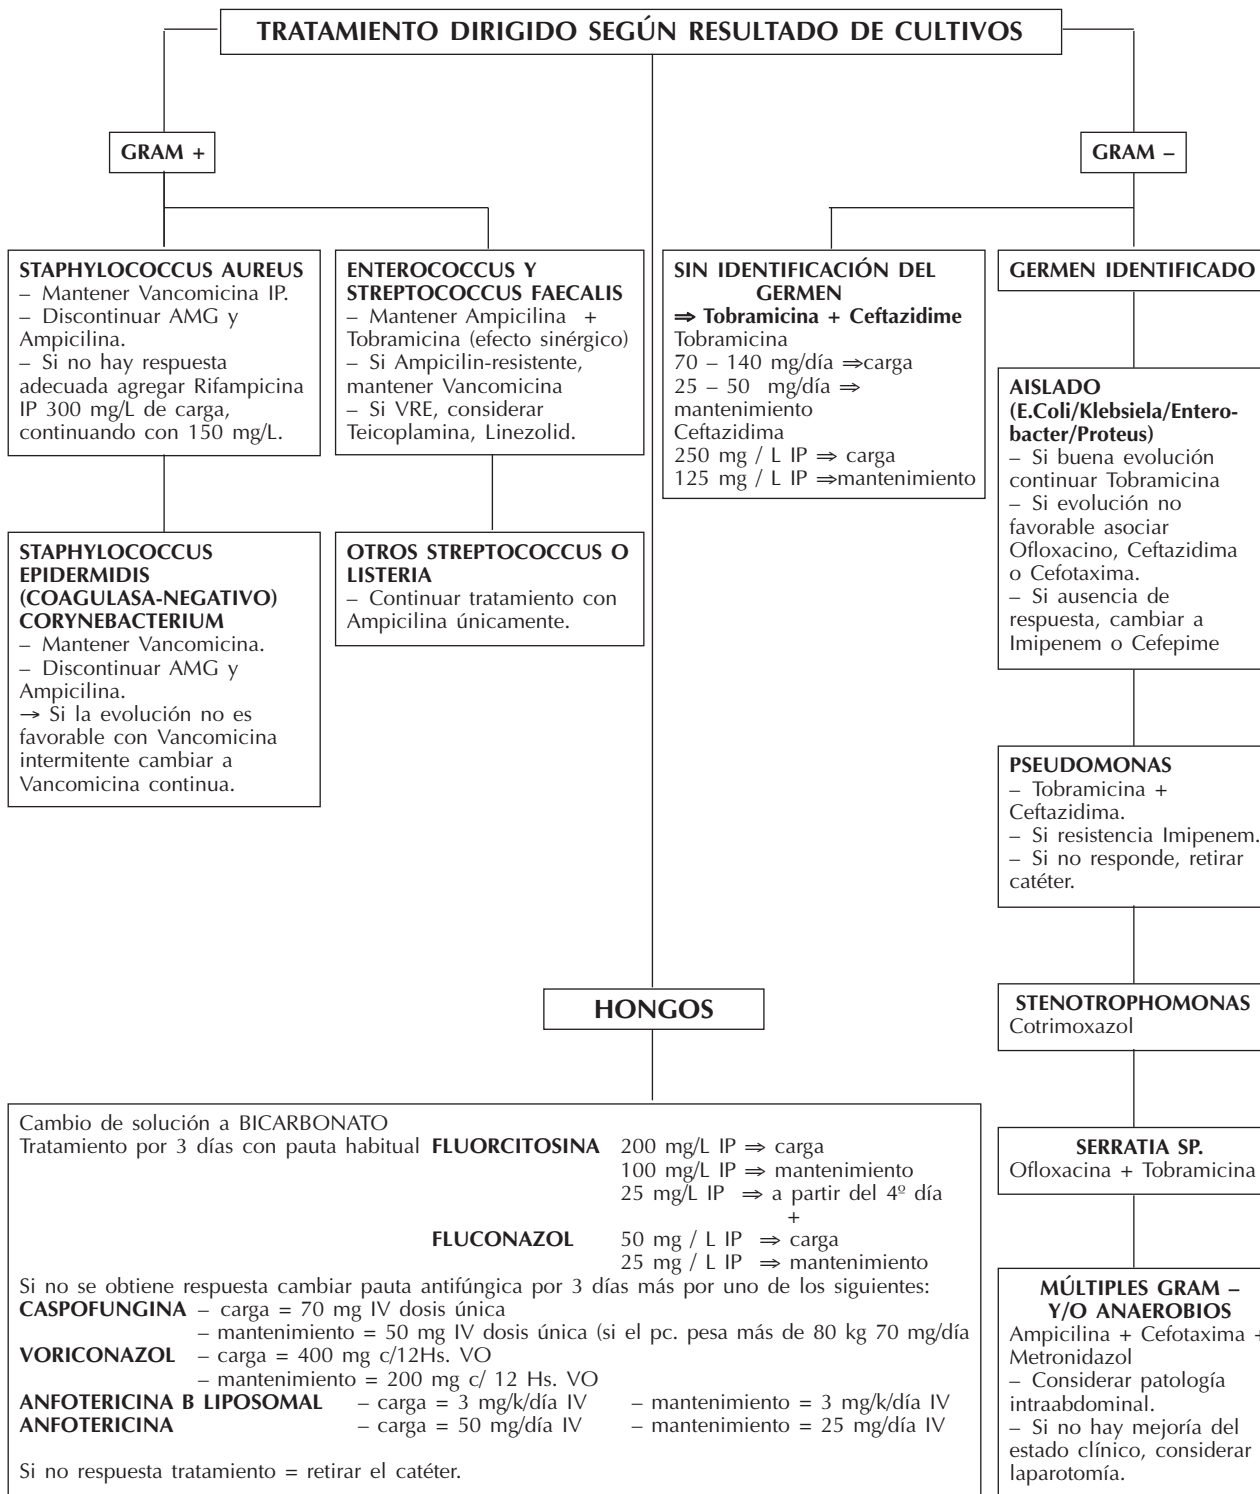 TRATAMIENTO DIRIGIDO SEGÚN RESULTADO DE CULTIVOS
GRAM +
GRAM –
STAPHYLOCOCCUS AUREUS
– Mantener Vancomicina IP.
– Discontinuar AMG y
Ampicilina.
– Si no hay respuesta
adecuada agregar Rifampicina
IP 300 mg/L de carga,
continuando con 150 mg/L.
ENTEROCOCCUS Y
STREPTOCOCCUS FAECALIS
– Mantener Ampicilina +
Tobramicina (efecto sinérgico)
– Si Ampicilin-resistente,
mantener Vancomicina
– Si VRE, considerar
Teicoplamina, Linezolid.
SIN IDENTIFICACIÓN DEL
GERMEN
⇒ Tobramicina + Ceftazidime
Tobramicina
70 – 140 mg/día ⇒carga
25 – 50 mg/día ⇒
mantenimiento
Ceftazidima
250 mg / L IP ⇒ carga
125 mg / L IP ⇒mantenimiento
GERMEN IDENTIFICADO
AISLADO
(E.Coli/Klebsiela/Entero-
bacter/Proteus)
– Si buena evolución
continuar Tobramicina
– Si evolución no
favorable asociar
Ofloxacino, Ceftazidima
o Cefotaxima.
– Si ausencia de
respuesta, cambiar a
Imipenem o Cefepime
STAPHYLOCOCCUS
EPIDERMIDIS
(COAGULASA-NEGATIVO)
CORYNEBACTERIUM
– Mantener Vancomicina.
– Discontinuar AMG y
Ampicilina.
→ Si la evolución no es
favorable con Vancomicina
intermitente cambiar a
Vancomicina continua.
OTROS STREPTOCOCCUS O
LISTERIA
– Continuar tratamiento con
Ampicilina únicamente.
PSEUDOMONAS
– Tobramicina +
Ceftazidima.
– Si resistencia Imipenem.
– Si no responde, retirar
catéter.
STENOTROPHOMONAS
Cotrimoxazol
SERRATIA SP.
Ofloxacina + Tobramicina
MÚLTIPLES GRAM –
Y/O ANAEROBIOS
Ampicilina + Cefotaxima +
Metronidazol
– Considerar patología
intraabdominal.
– Si no hay mejoría del
estado clínico, considerar
laparotomía.
HONGOS
Cambio de solución a BICARBONATO
Tratamiento por 3 días con pauta habitual FLUORCITOSINA 200 mg/L IP ⇒ carga
100 mg/L IP ⇒ mantenimiento
25 mg/L IP ⇒ a partir del 4º día
+
FLUCONAZOL 50 mg / L IP ⇒ carga
25 mg / L IP ⇒ mantenimiento
Si no se obtiene respuesta cambiar pauta antifúngica por 3 días más por uno de los siguientes:
CASPOFUNGINA – carga = 70 mg IV dosis única
– mantenimiento = 50 mg IV dosis única (si el pc. pesa más de 80 kg 70 mg/día
VORICONAZOL – carga = 400 mg c/12Hs. VO
– mantenimiento = 200 mg c/ 12 Hs. VO
ANFOTERICINA B LIPOSOMAL – carga = 3 mg/k/día IV – mantenimiento = 3 mg/k/día IV
ANFOTERICINA – carga = 50 mg/día IV – mantenimiento = 25 mg/día IV
Si no respuesta tratamiento = retirar el catéter.